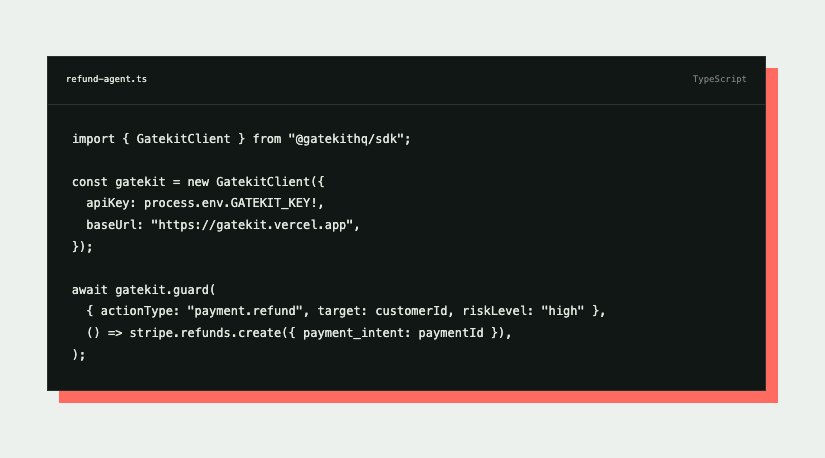 refund-agent.ts
TypeScript
import { GatekitClient } from "@gatekithq/sdk";
const gatekit = new GatekitClient({
  apiKey: process.env.GATEKIT_KEY!,
  baseUrl: "https://gatekit.vercel.app",
});
await gatekit.guard(
  { actionType: "payment.refund", target: customerId, riskLevel: "high" },
  () => stripe.refunds.create({ payment_intent: paymentId }),
);